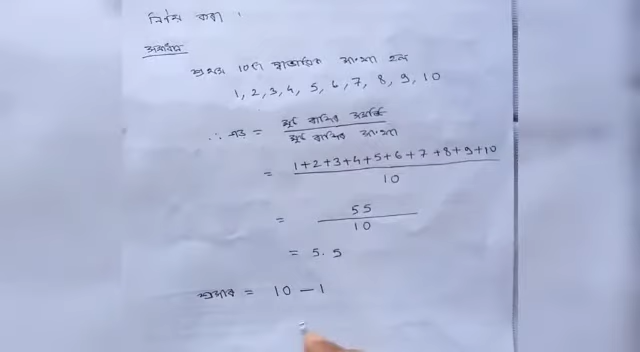 নির্ণয় কর।
সমাধান
প্রথম 10টি স্বাভাবিক সংখ্যা হল
1, 2, 3, 4, 5, 6, 7, 8, 9, 10
∴ গড় = পূর্ণ রাশির সমষ্টি / পূর্ণ রাশির সংখ্যা
= 1+2+3+4+5+6+7+8+9+10 / 10
= 55 / 10
= 5.5
প্রসার = 10 − 1
=